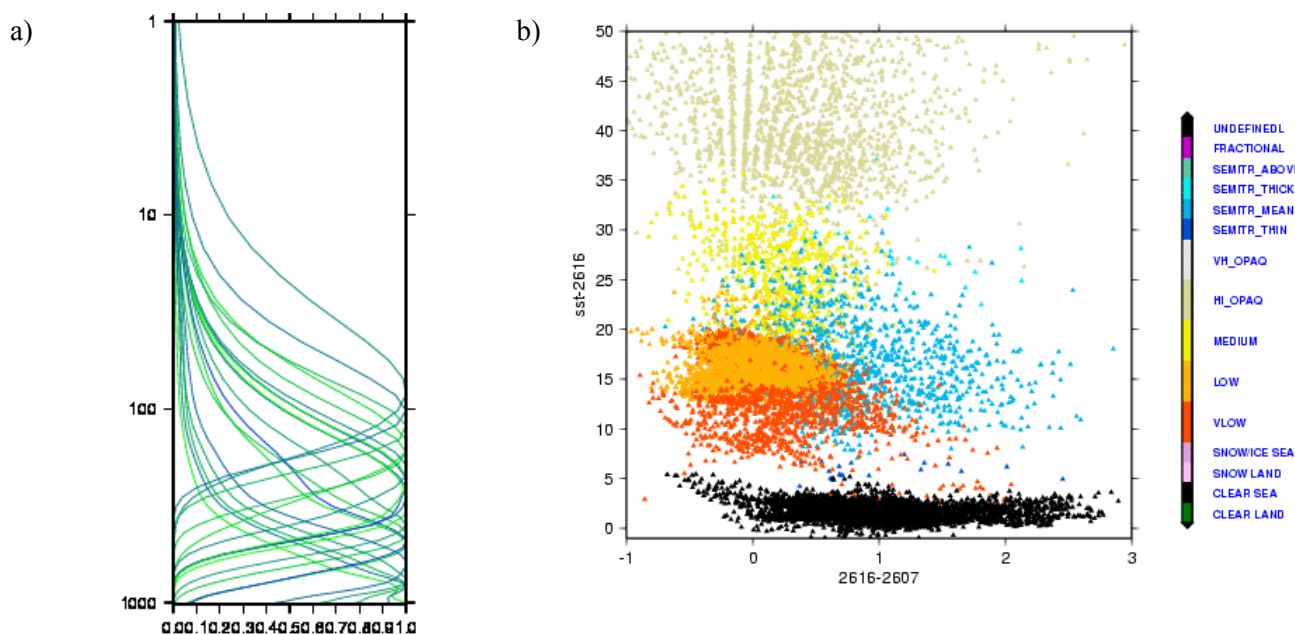 a)
1
1
10
100
1000
0.00.10.20.30.40.50.60.70.80.91.0
b)
50
45
40
35
30
25
20
15
10
5
0
sst-2616
-1
0
1
2
3
2616-2607
UNDEFINEDL
FRACTIONAL
SEMITR_ABOVE
SEMITR_THICK
SEMITR_MEAN
SEMITR_THIN
VH_OPAQ
HI_OPAQ
MEDIUM
LOW
VLOW
SNOW/ICE SEA
SNOW LAND
CLEAR SEA
CLEAR LAND